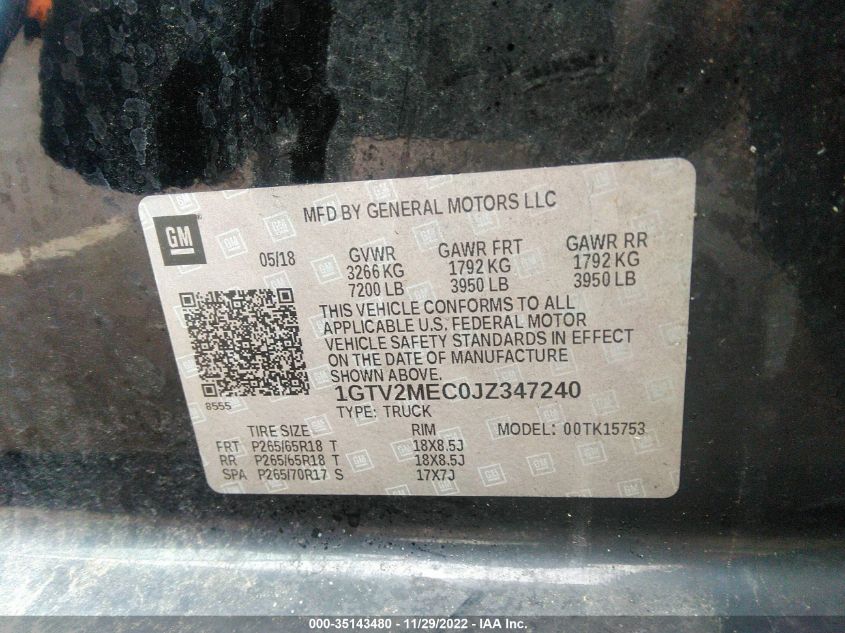 MFD BY GENERAL MOTORS LLC
GM
05/18 GVWR GAWR FRT GAWR RR
3266 KG 1792 KG 1792 KG
7200 LB 3950 LB 3950 LB
THIS VEHICLE CONFORMS TO ALL
APPLICABLE U.S. FEDERAL MOTOR
VEHICLE SAFETY STANDARDS IN EFFECT
ON THE DATE OF MANUFACTURE
SHOWN ABOVE.
8555
1GTV2MEC0JZ347240
TYPE: TRUCK
TIRE SIZE RIM MODEL: 00TK15753
FRT P265/65R18 T 18X8.5J
RR P265/65R18 T 18X8.5J
SPA P265/70R17 S 17X7J
000-35143480 - 11/29/2022 - IAA Inc.